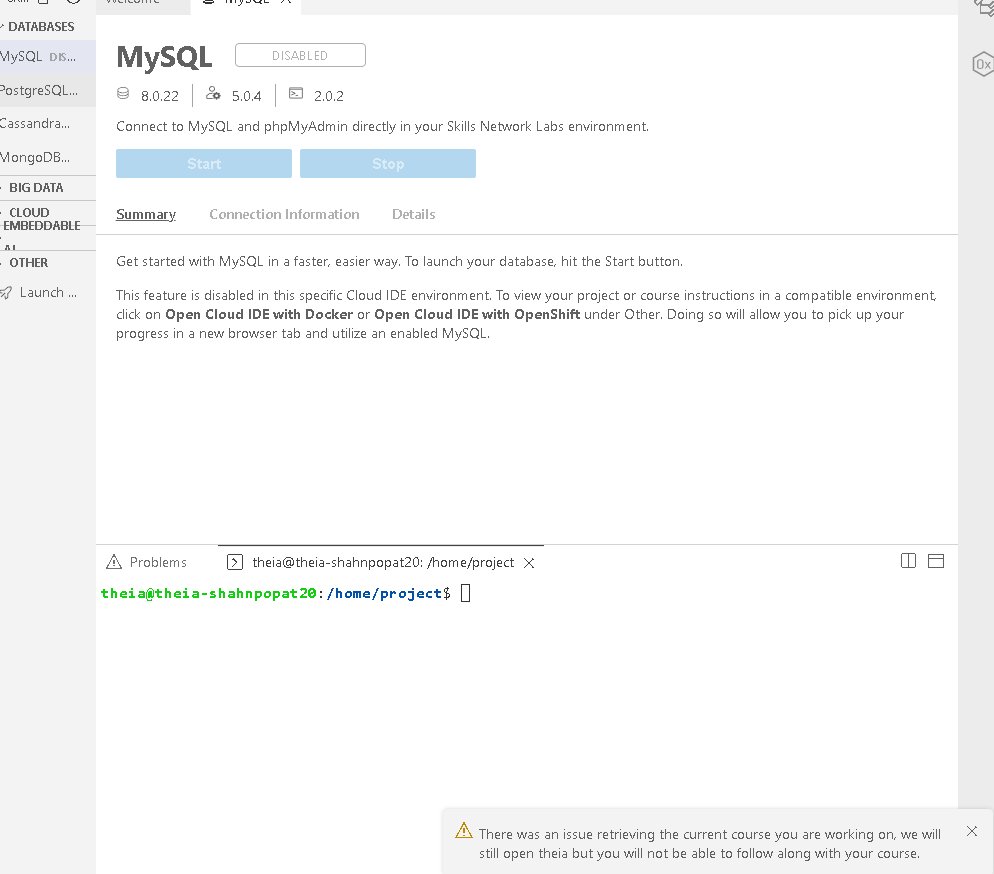 Welcome
MySQL
DATABASES
MySQL DIS...
PostgreSQL...
Cassandra...
MongoDB...
BIG DATA
CLOUD
EMBEDDABLE
AI
OTHER
Launch ...
MySQL DISABLED
8.0.22 5.0.4 2.0.2
Connect to MySQL and phpMyAdmin directly in your Skills Network Labs environment.
Start Stop
Summary Connection Information Details
Get started with MySQL in a faster, easier way. To launch your database, hit the Start button.
This feature is disabled in this specific Cloud IDE environment. To view your project or course instructions in a compatible environment,
click on Open Cloud IDE with Docker or Open Cloud IDE with OpenShift under Other. Doing so will allow you to pick up your
progress in a new browser tab and utilize an enabled MySQL.
Problems theia@theia-shahnpopat20: /home/project
theia@theia-shahnpopat20:/home/project$
There was an issue retrieving the current course you are working on, we will
still open theia but you will not be able to follow along with your course.
0x